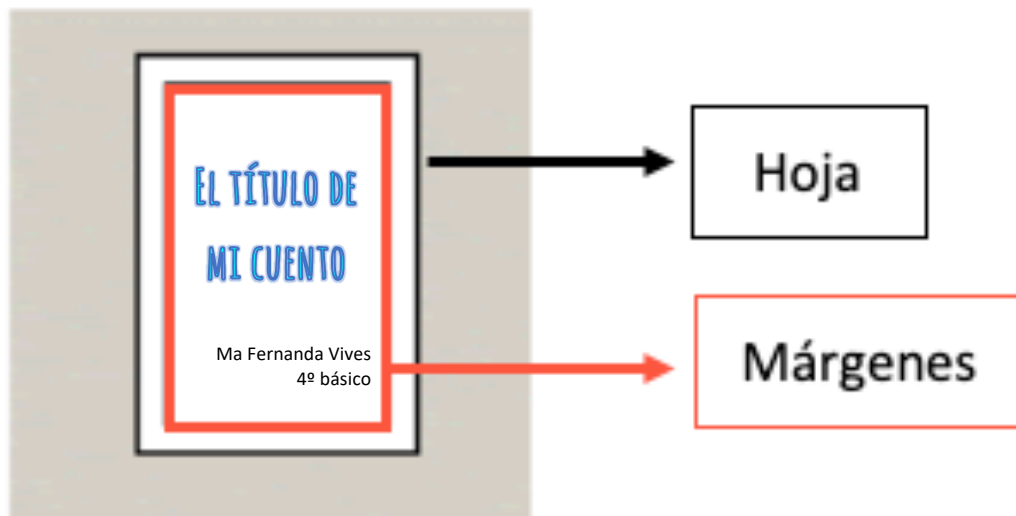 EL TÍTULO DE
MI CUENTO
Ma Fernanda Vives
4º básico
Hoja
Márgenes